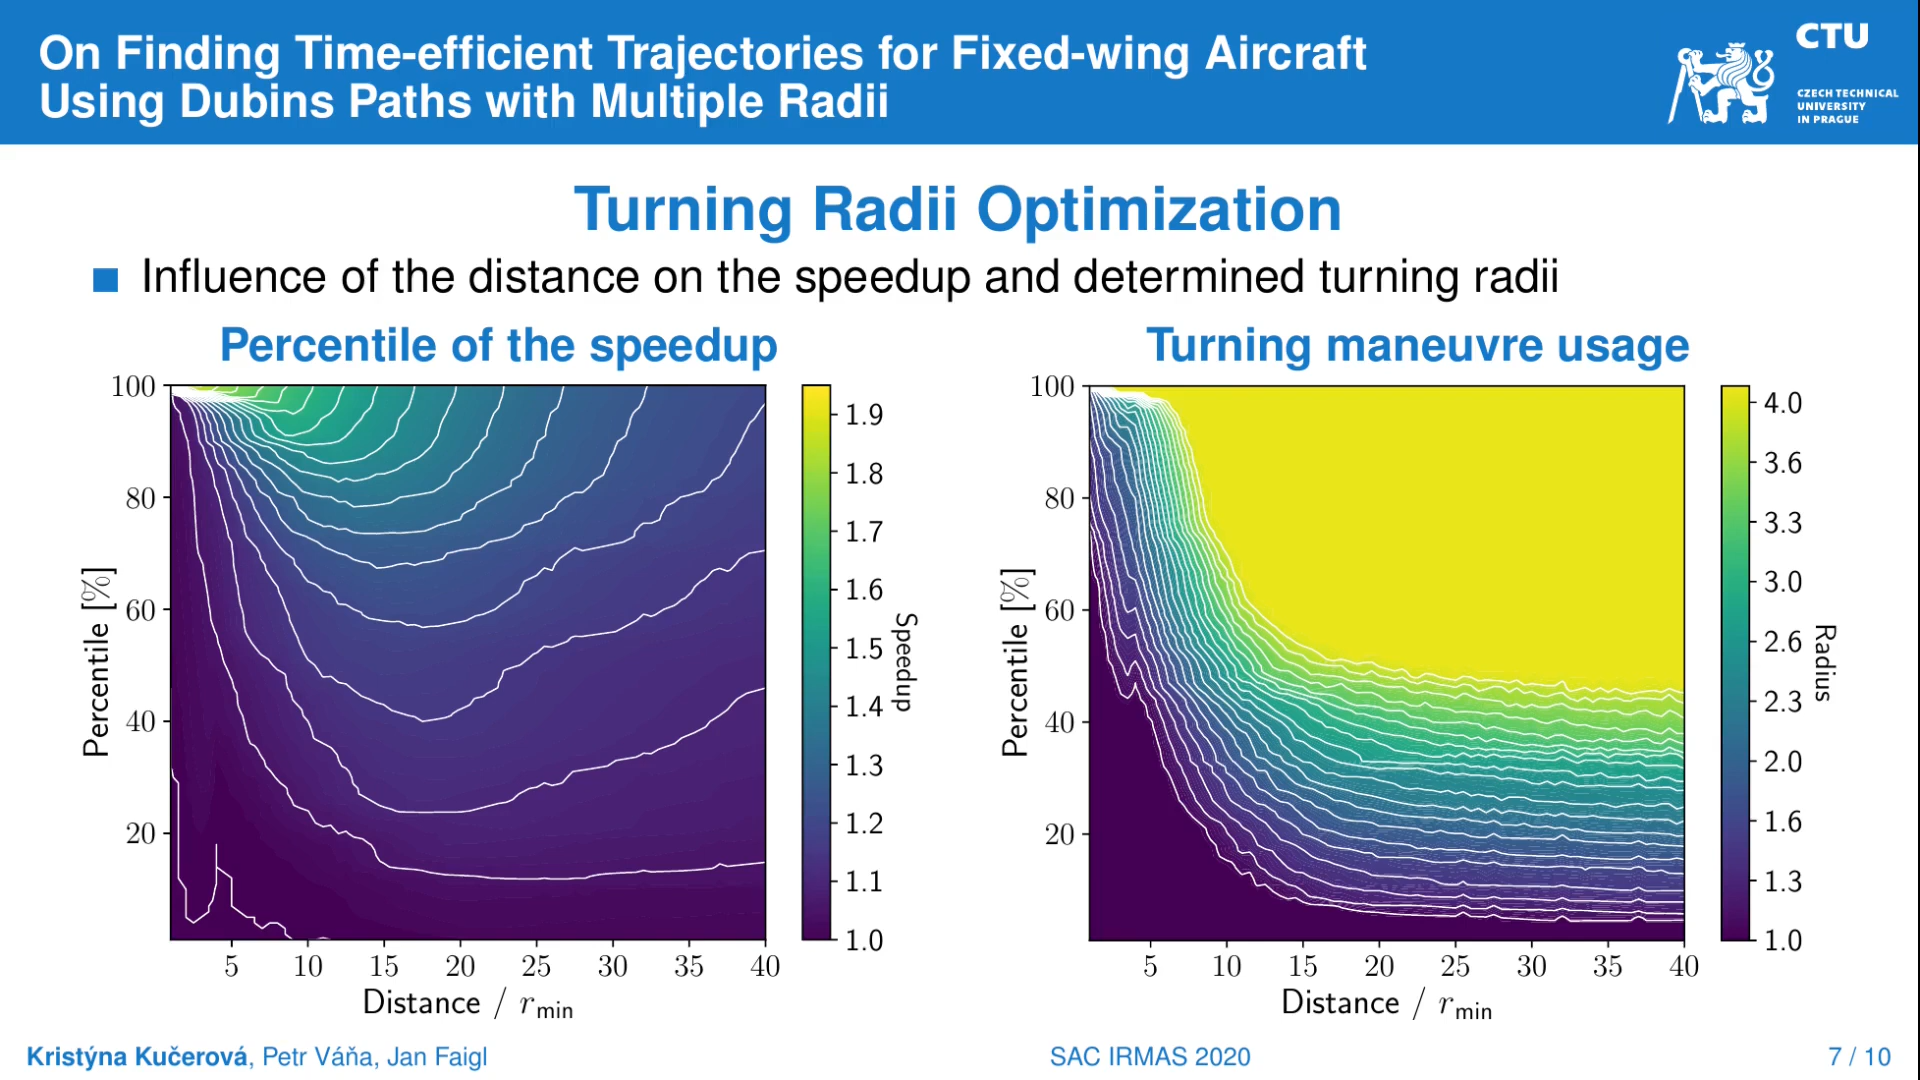 On Finding Time-efficient Trajectories for Fixed-wing Aircraft
Using Dubins Paths with Multiple Radii
CTU
CZECH TECHNICAL
UNIVERSITY
IN PRAGUE
Turning Radii Optimization
Influence of the distance on the speedup and determined turning radii
Percentile of the speedup
100
80
60
40
20
Percentile [%]
5 10 15 20 25 30 35 40
Distance / r_min
1.9
1.8
1.7
1.6
1.5
1.4
1.3
1.2
1.1
1.0
Speedup
Turning maneuvre usage
100
80
60
40
20
Percentile [%]
5 10 15 20 25 30 35 40
Distance / r_min
4.0
3.6
3.3
3.0
2.6
2.3
2.0
1.6
1.3
1.0
Radius
Kristýna Kučerová, Petr Váňa, Jan Faigl
SAC IRMAS 2020
7 / 10